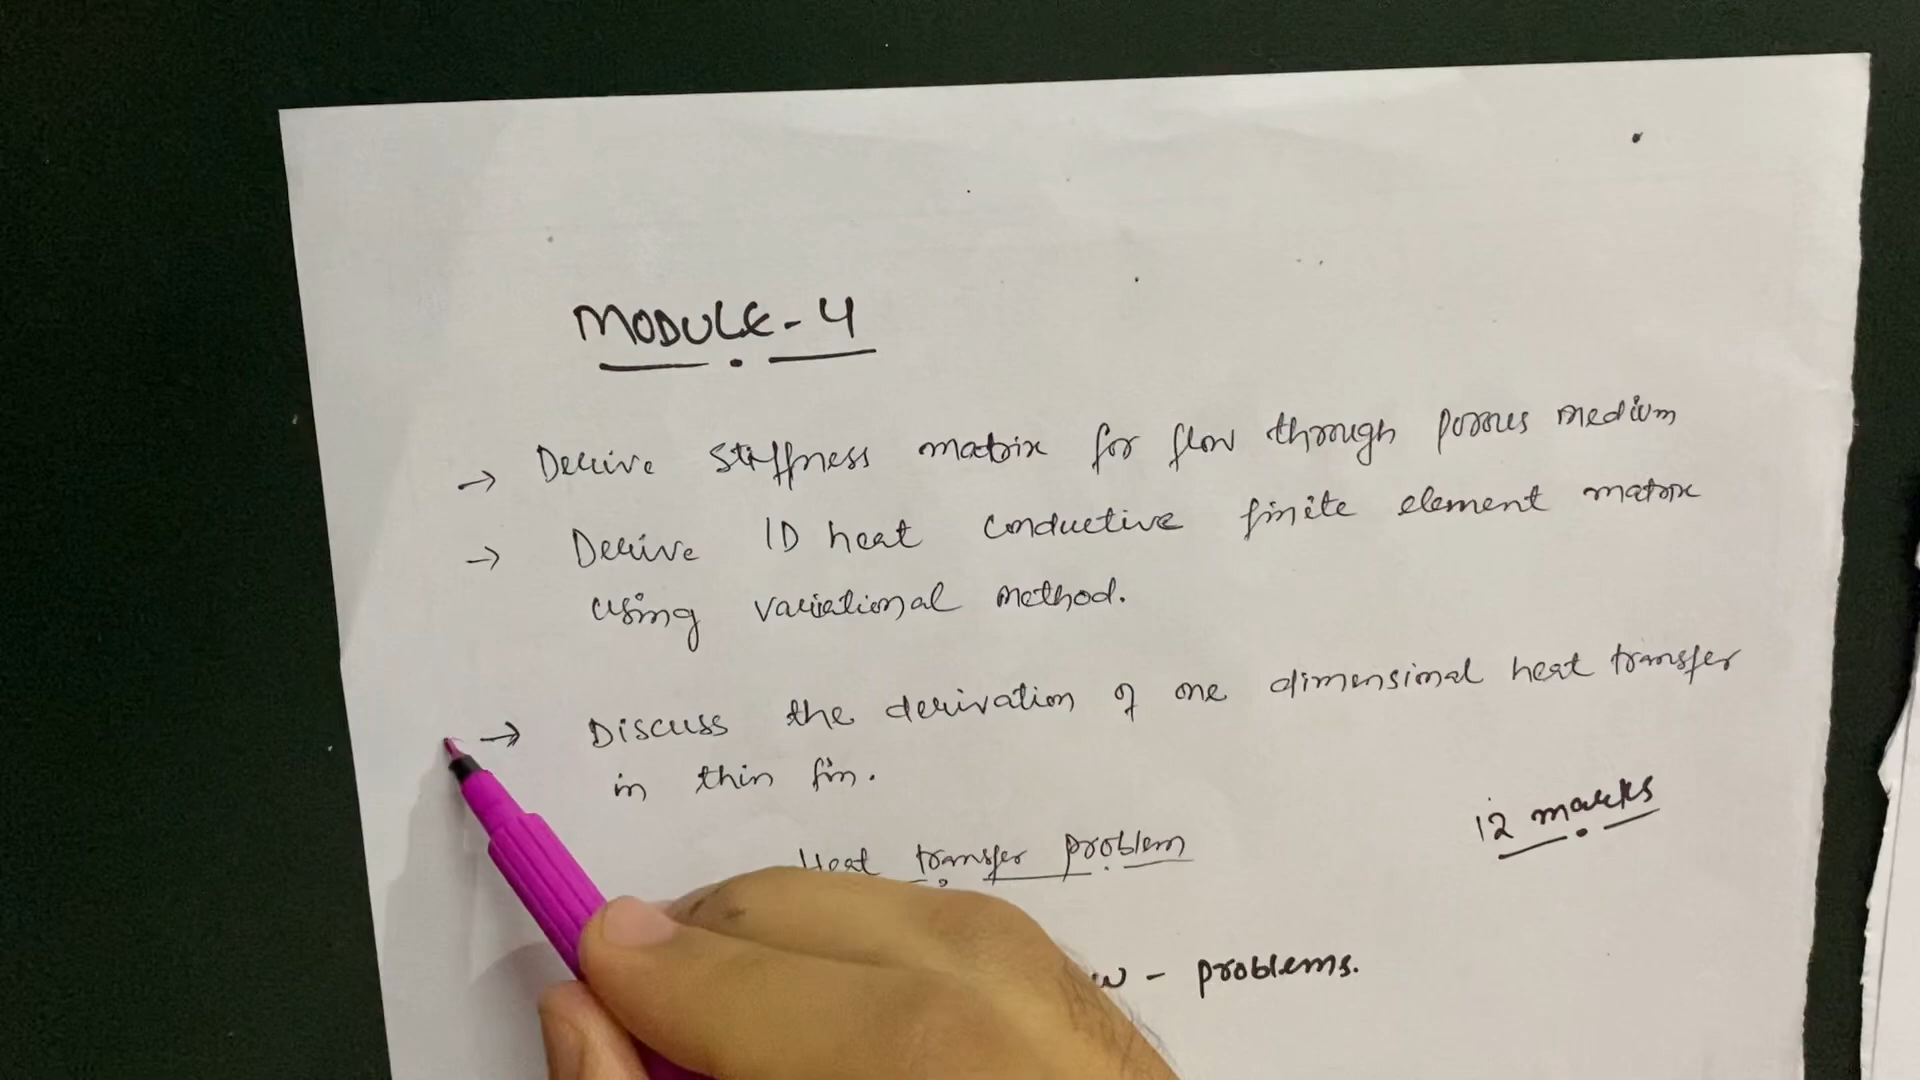 MODULE - 4
→ Derive stiffness matrix for flow through porous medium
→ Derive 1D heat conductive finite element matrix
using variational method.
→ Discuss the derivation of one dimensional heat transfer
in thin fin.
12 marks
Heat transfer problem
- problems.